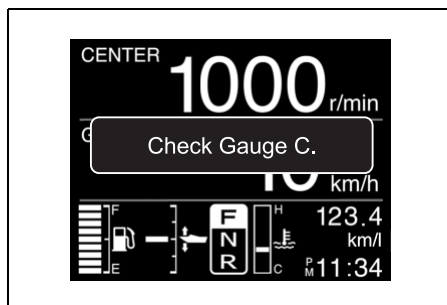 CENTER
1000 r/min
G
Check Gauge C.
km/h
F
E
F
N
R
H
C
123.4
km/l
PM 11:34